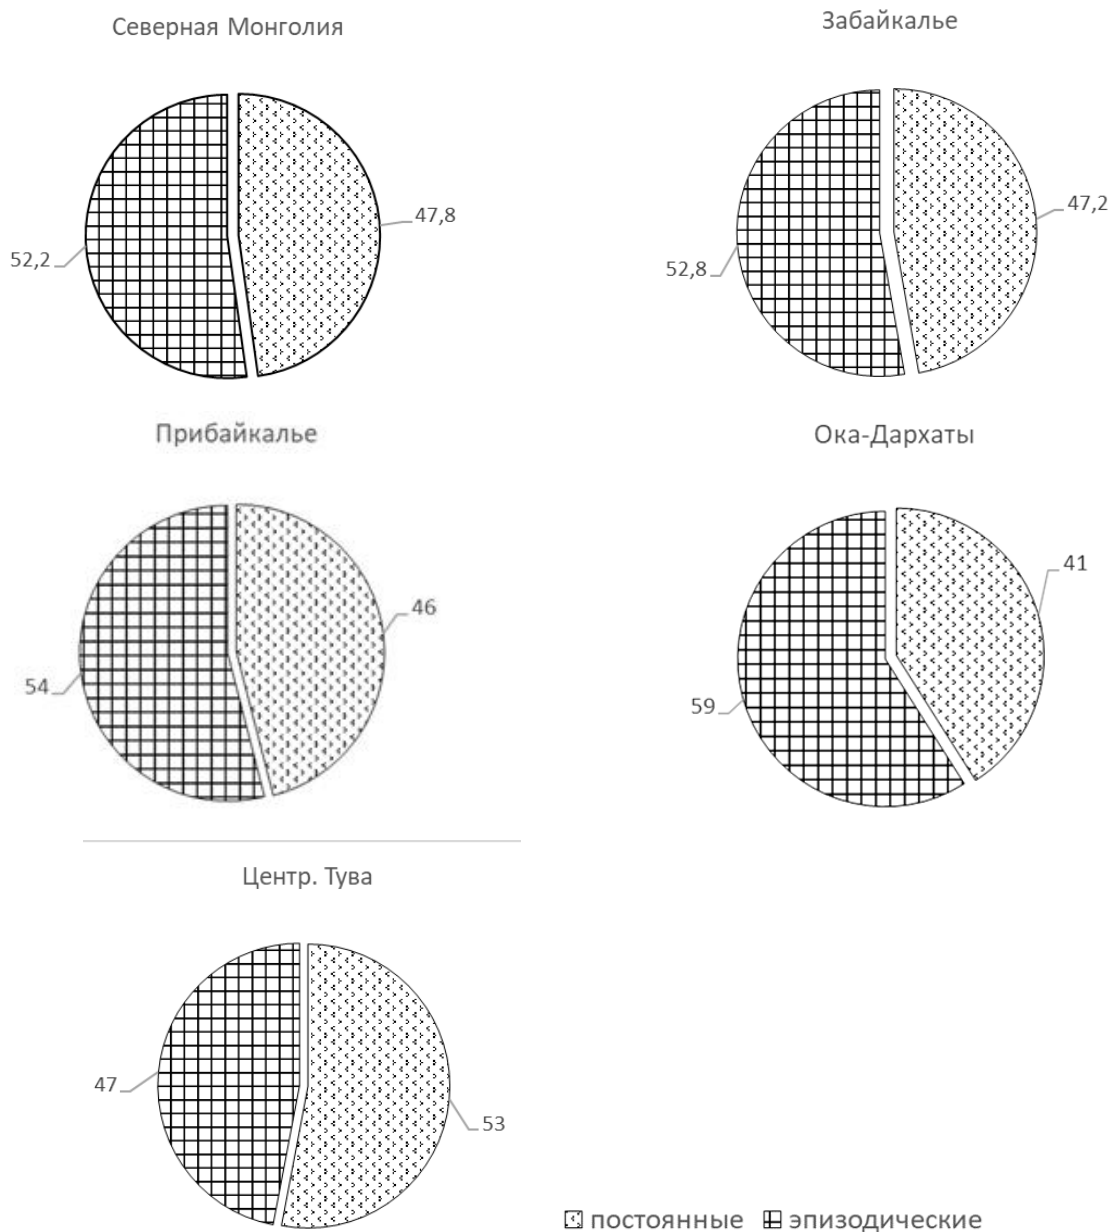 Северная Монголия
Забайкалье
47,8
52,2
47,2
52,8
Прибайкалье
Ока-Дархаты
46
54
41
59
Центр. Тува
47
53
постоянные эпизодические